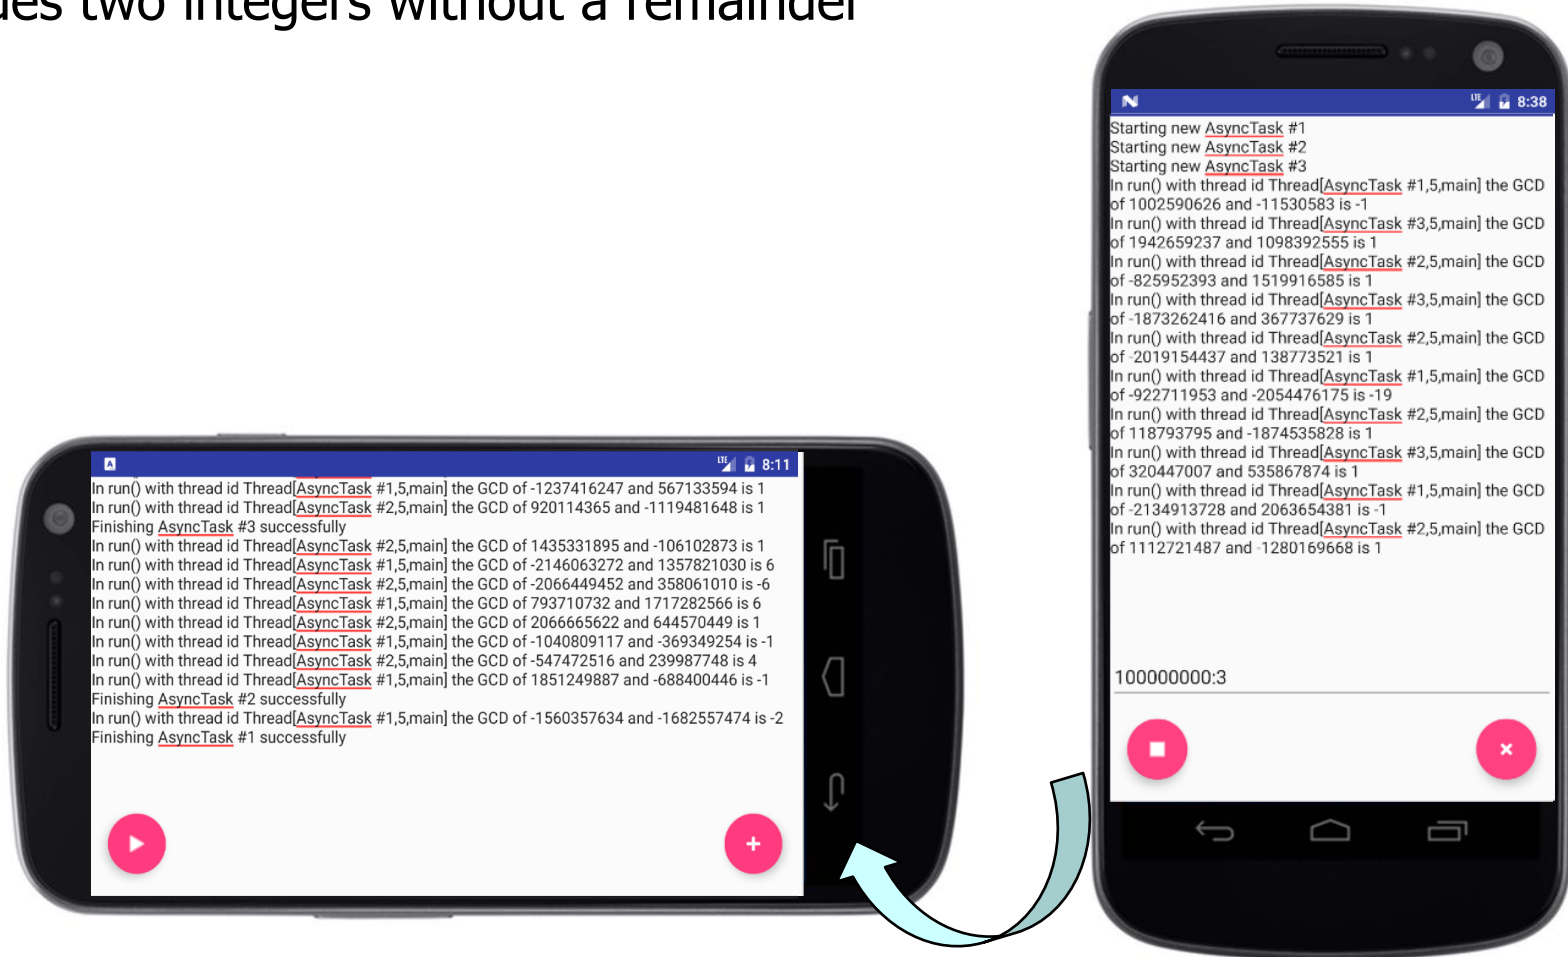 des two integers without a remainder
8:11
In run() with thread id Thread[AsyncTask #1,5,main] the GCD of -1237416247 and 567133594 is 1
In run() with thread id Thread[AsyncTask #2,5,main] the GCD of 920114365 and -1119481648 is 1
Finishing AsyncTask #3 successfully
In run() with thread id Thread[AsyncTask #2,5,main] the GCD of 1435331895 and -106102873 is 1
In run() with thread id Thread[AsyncTask #1,5,main] the GCD of -2146063272 and 1357821030 is 6
In run() with thread id Thread[AsyncTask #2,5,main] the GCD of -2066449452 and 358061010 is -6
In run() with thread id Thread[AsyncTask #1,5,main] the GCD of 793710732 and 1717282566 is 6
In run() with thread id Thread[AsyncTask #2,5,main] the GCD of 2066665622 and 644570449 is 1
In run() with thread id Thread[AsyncTask #1,5,main] the GCD of -1040809117 and -369349254 is -1
In run() with thread id Thread[AsyncTask #2,5,main] the GCD of -547472516 and 239987748 is 4
In run() with thread id Thread[AsyncTask #1,5,main] the GCD of 1851249887 and -688400446 is -1
Finishing AsyncTask #2 successfully
In run() with thread id Thread[AsyncTask #1,5,main] the GCD of -1560357634 and -1682557474 is -2
Finishing AsyncTask #1 successfully
LTE 8:38
Starting new AsyncTask #1
Starting new AsyncTask #2
Starting new AsyncTask #3
In run() with thread id Thread[AsyncTask #1,5,main] the GCD
of 1002590626 and -11530583 is -1
In run() with thread id Thread[AsyncTask #3,5,main] the GCD
of 1942659237 and 1098392555 is 1
In run() with thread id Thread[AsyncTask #2,5,main] the GCD
of -825952393 and 1519916585 is 1
In run() with thread id Thread[AsyncTask #3,5,main] the GCD
of -1873262416 and 367737629 is 1
In run() with thread id Thread[AsyncTask #2,5,main] the GCD
of -2019154437 and 138773521 is 1
In run() with thread id Thread[AsyncTask #1,5,main] the GCD
of -922711953 and -2054476175 is -19
In run() with thread id Thread[AsyncTask #2,5,main] the GCD
of 118793795 and -1874535828 is 1
In run() with thread id Thread[AsyncTask #3,5,main] the GCD
of 320447007 and 535867874 is 1
In run() with thread id Thread[AsyncTask #1,5,main] the GCD
of -2134913728 and 2063654381 is -1
In run() with thread id Thread[AsyncTask #2,5,main] the GCD
of 1112721487 and -1280169668 is 1
100000000:3